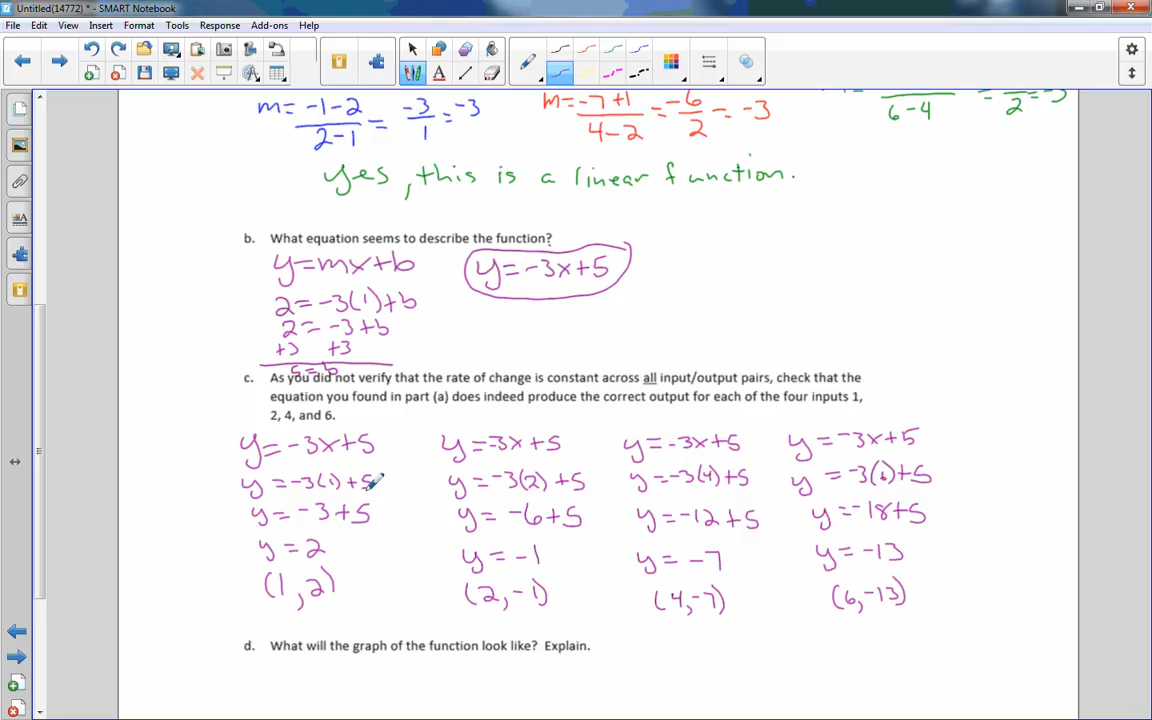 Untitled(14772) * - SMART Notebook
File Edit View Insert Format Tools Response Add-ons Help
m = -1-2 / 2-1 = -3 / 1 = -3
m = -7+1 / 4-2 = -6 / 2 = -3
6-4 = 2 = -3
yes, this is a linear function.
b. What equation seems to describe the function?
y=mx+b
y=-3x+5
2=-3(1)+b
2= -3+b
+3 +3
5=b
c. As you did not verify that the rate of change is constant across all input/output pairs, check that the
equation you found in part (a) does indeed produce the correct output for each of the four inputs 1,
2, 4, and 6.
y=-3x+5 y=-3x+5 y=-3x+5 y=-3x+5
y=-3(1)+5 y=-3(2)+5 y=-3(4)+5 y=-3(6)+5
y=-3+5 y=-6+5 y=-12+5 y=-18+5
y=2 y=-1 y=-7 y=-13
(1,2) (2,-1) (4,-7) (6,-13)
d. What will the graph of the function look like? Explain.